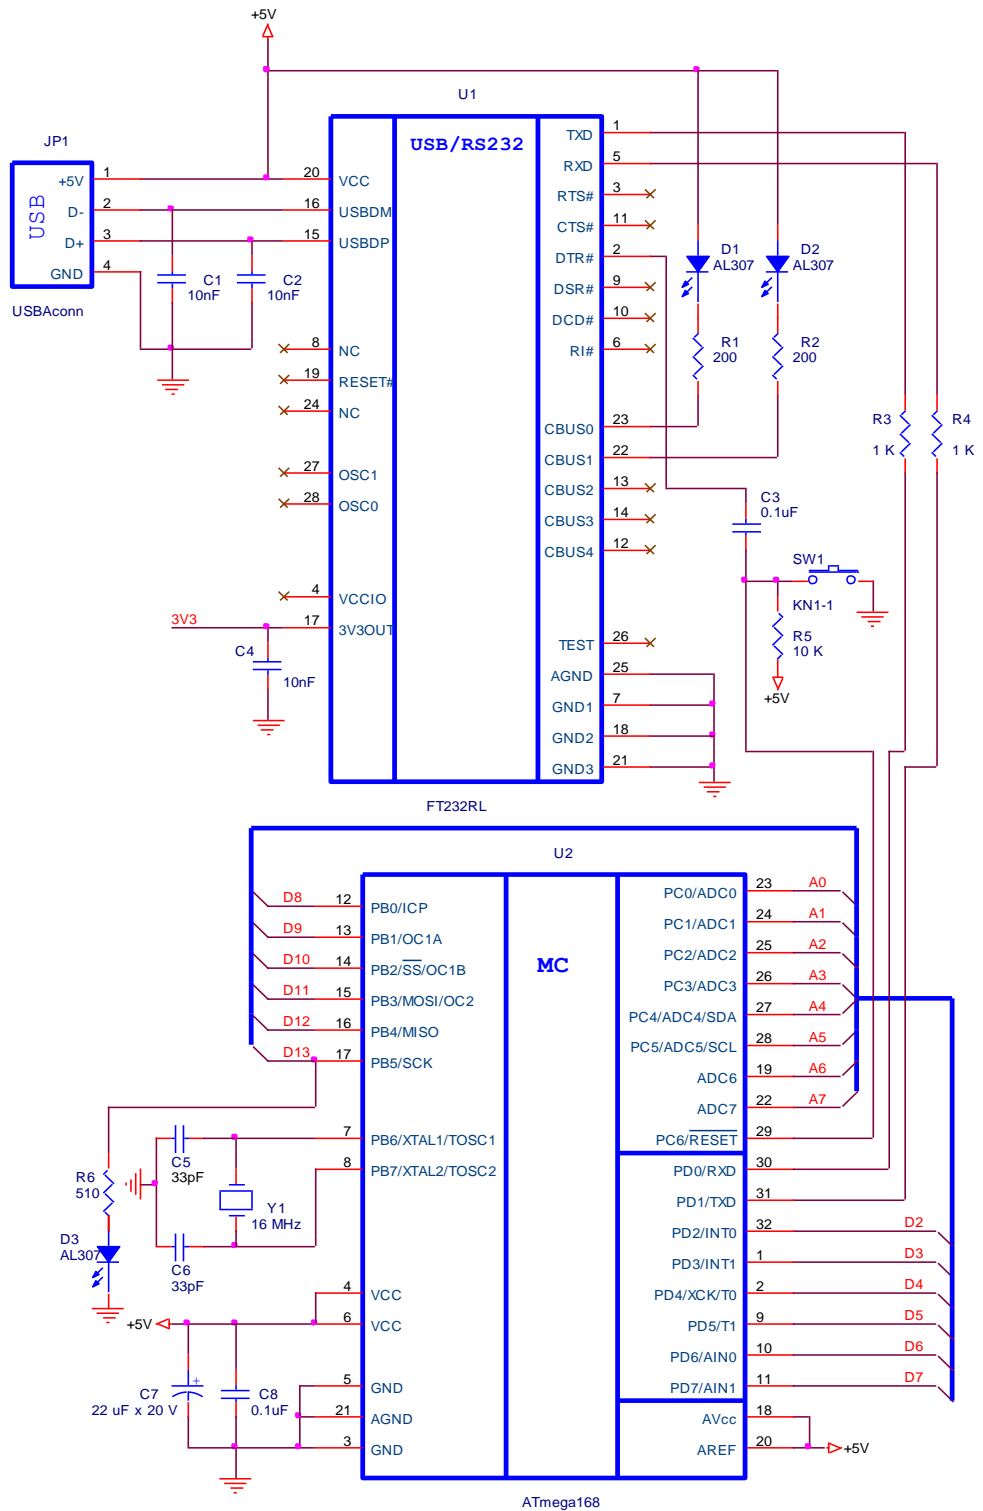 +5V
U1
JP1
USB/RS232
USB
+5V 1
D- 2
D+ 3
GND 4
USBAconn
C1
10nF
C2
10nF
20 VCC
16 USBDM
15 USBDP
8 NC
19 RESET#
24 NC
27 OSC1
28 OSC0
4 VCCIO
3V3 17 3V3OUT
C4
10nF
TXD 1
RXD 5
RTS# 3
CTS# 11
DTR# 2
DSR# 9
DCD# 10
RI# 6
CBUS0 23
CBUS1 22
CBUS2 13
CBUS3 14
CBUS4 12
TEST 26
AGND 25
GND1 7
GND2 18
GND3 21
FT232RL
D1
AL307
D2
AL307
R1
200
R2
200
R3
1 K
R4
1 K
C3
0.1uF
SW1
KN1-1
R5
10 K
+5V
U2
MC
D8 12 PB0/ICP
D9 13 PB1/OC1A
D10 14 PB2/SS/OC1B
D11 15 PB3/MOSI/OC2
D12 16 PB4/MISO
D13 17 PB5/SCK
7 PB6/XTAL1/TOSC1
8 PB7/XTAL2/TOSC2
4 VCC
6 VCC
5 GND
21 AGND
3 GND
PC0/ADC0 23 A0
PC1/ADC1 24 A1
PC2/ADC2 25 A2
PC3/ADC3 26 A3
PC4/ADC4/SDA 27 A4
PC5/ADC5/SCL 28 A5
ADC6 19 A6
ADC7 22 A7
PC6/RESET 29
PD0/RXD 30
PD1/TXD 31
PD2/INT0 32 D2
PD3/INT1 1 D3
PD4/XCK/T0 2 D4
PD5/T1 9 D5
PD6/AIN0 10 D6
PD7/AIN1 11 D7
AVcc 18
AREF 20 +5V
C5
33pF
R6
510
Y1
16 MHz
D3
AL307
C6
33pF
+5V
C7
22 uF x 20 V
+
C8
0.1uF
ATmega168